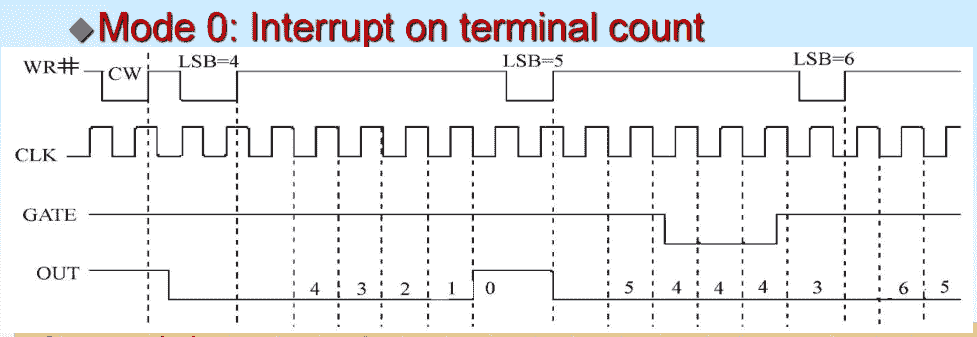 Mode 0: Interrupt on terminal count
WR# CW LSB=4 LSB=5 LSB=6
CLK
GATE
OUT 4 3 2 1 0 5 4 4 4 3 6 5